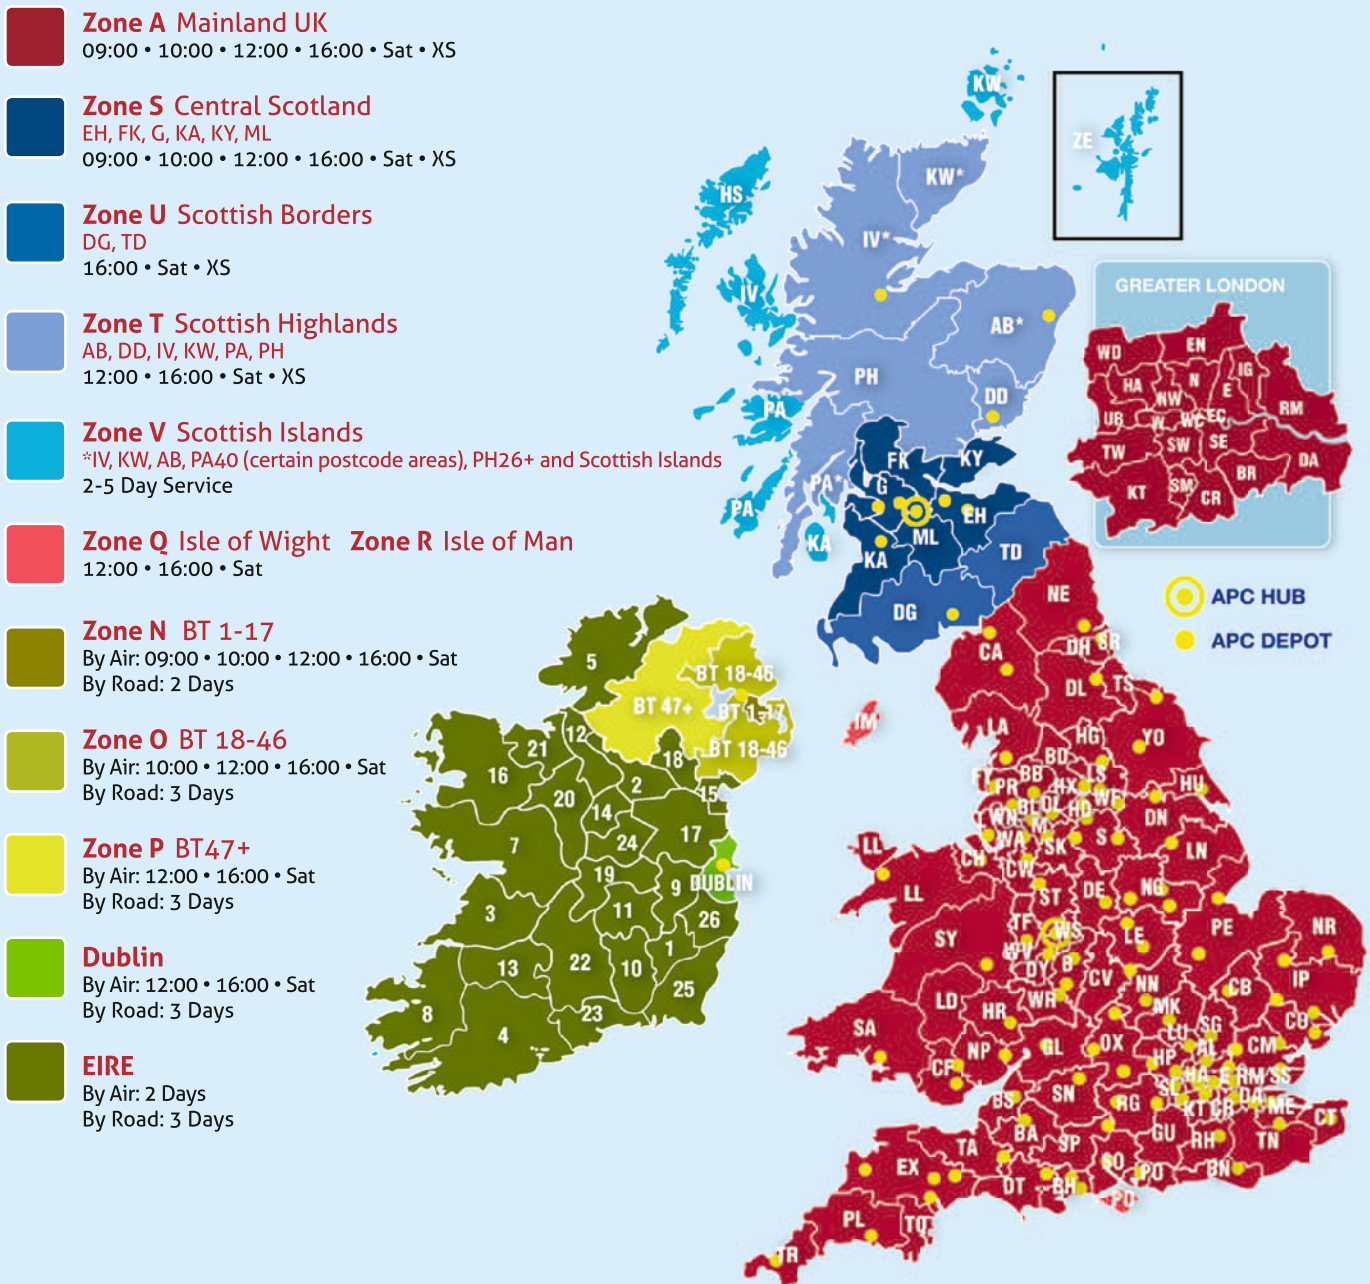 Zone A Mainland UK
09:00 • 10:00 • 12:00 • 16:00 • Sat • XS
Zone S Central Scotland
EH, FK, G, KA, KY, ML
09:00 • 10:00 • 12:00 • 16:00 • Sat • XS
Zone U Scottish Borders
DG, TD
16:00 • Sat • XS
Zone T Scottish Highlands
AB, DD, IV, KW, PA, PH
12:00 • 16:00 • Sat • XS
Zone V Scottish Islands
*IV, KW, AB, PA40 (certain postcode areas), PH26+ and Scottish Islands
2-5 Day Service
Zone Q Isle of Wight Zone R Isle of Man
12:00 • 16:00 • Sat
Zone N BT 1-17
By Air: 09:00 • 10:00 • 12:00 • 16:00 • Sat
By Road: 2 Days
Zone O BT 18-46
By Air: 10:00 • 12:00 • 16:00 • Sat
By Road: 3 Days
Zone P BT47+
By Air: 12:00 • 16:00 • Sat
By Road: 3 Days
Dublin
By Air: 12:00 • 16:00 • Sat
By Road: 3 Days
EIRE
By Air: 2 Days
By Road: 3 Days
KW
ZE
HS
KW*
IV*
IV
AB*
PH
DD
PA
FK
KY
PA*
G
PA
EH
KA
ML
KA
TD
DG
GREATER LONDON
WD
EN
IG
HA
N
E
NW
RM
UB
W
WC
EC
TW
SW
SE
DA
BR
KT
SM
CR
APC HUB
APC DEPOT
5
BT 18-46
BT 47+
BT 1-17
BT 18-46
12
21
18
16
2
20
15
14
17
7
24
19
9
DUBLIN
3
11
26
1
13
22
10
25
8
23
4
NE
CA
DH
SR
DL
TS
IM
LA
HG
YO
BD
FY
PR
BB
HX
LS
WF
HU
BL
OL
HD
DN
WN
M
L
WA
SK
S
LN
LL
CH
CW
LL
ST
DE
NG
TF
WS
PE
NR
SY
WV
LE
DY
B
CV
NN
CB
IP
LD
WR
MK
HR
CO
SA
LU
SG
NP
GL
OX
AL
CM
CF
HP
HA
E
RM
SS
SL
BS
SN
RG
KT
CR
DA
ME
CT
BA
SP
GU
RH
TN
TA
SO
PO
BN
EX
DT
BH
PO
PL
TQ
TR